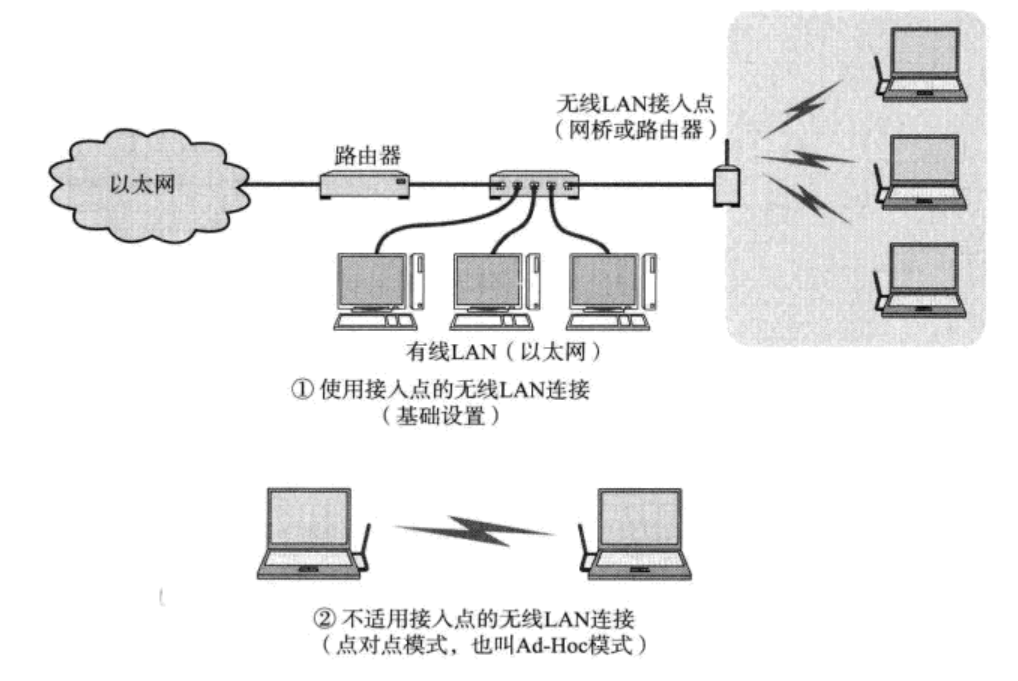 无线LAN接入点
（网桥或路由器）
路由器
以太网
有线LAN（以太网）
① 使用接入点的无线LAN连接
（基础设置）
② 不适用接入点的无线LAN连接
（点对点模式，也叫Ad-Hoc模式）